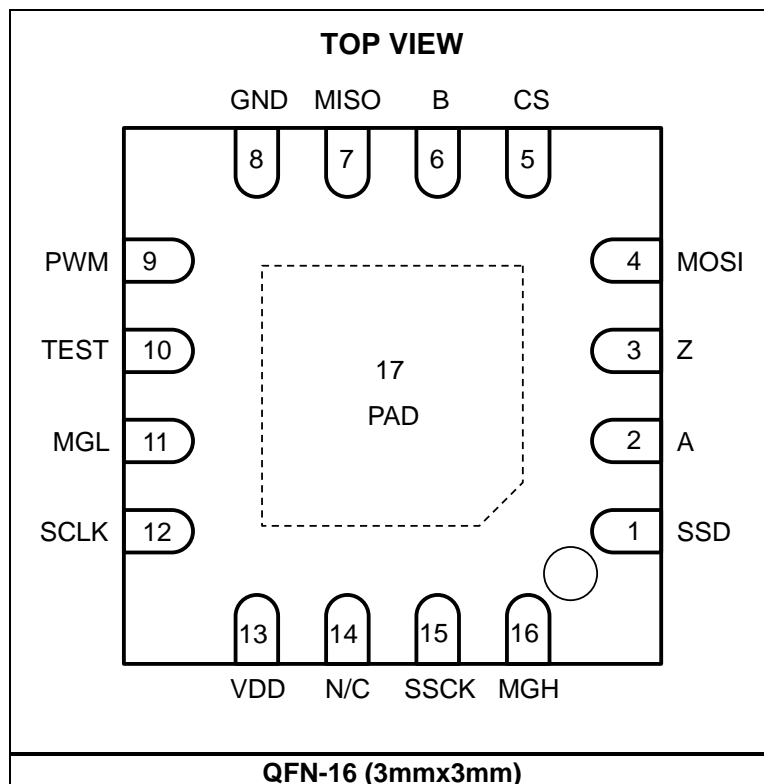 TOP VIEW
GND MISO B CS
8 7 6 5
PWM 9 4 MOSI
TEST 10 3 Z
17
PAD
MGL 11 2 A
SCLK 12 1 SSD
13 14 15 16
VDD N/C SSCK MGH
QFN-16 (3mmx3mm)